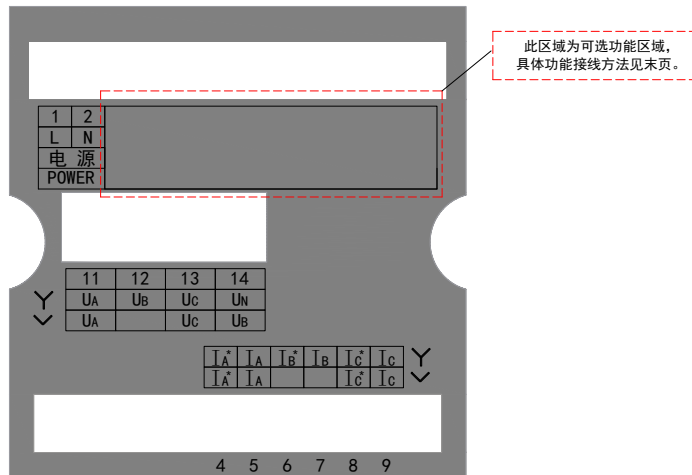 此区域为可选功能区域,
具体功能接线方法见末页。
1 2
L N
电 源
POWER
11 12 13 14
Y UA UB UC UN
UA UC UB
IA* IA IB* IB IC* IC Y
IA* IA IC* IC
4 5 6 7 8 9